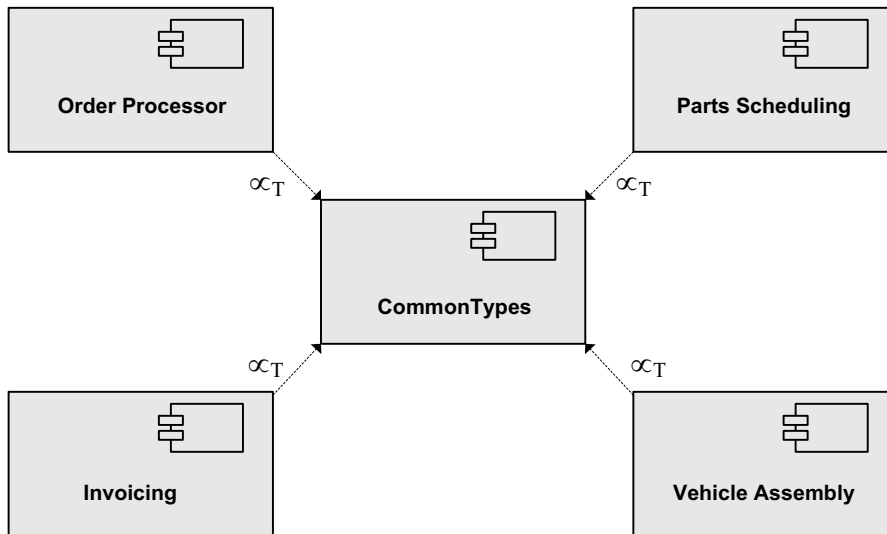 Order Processor
Parts Scheduling
∝T
∝T
CommonTypes
∝T
∝T
Invoicing
Vehicle Assembly